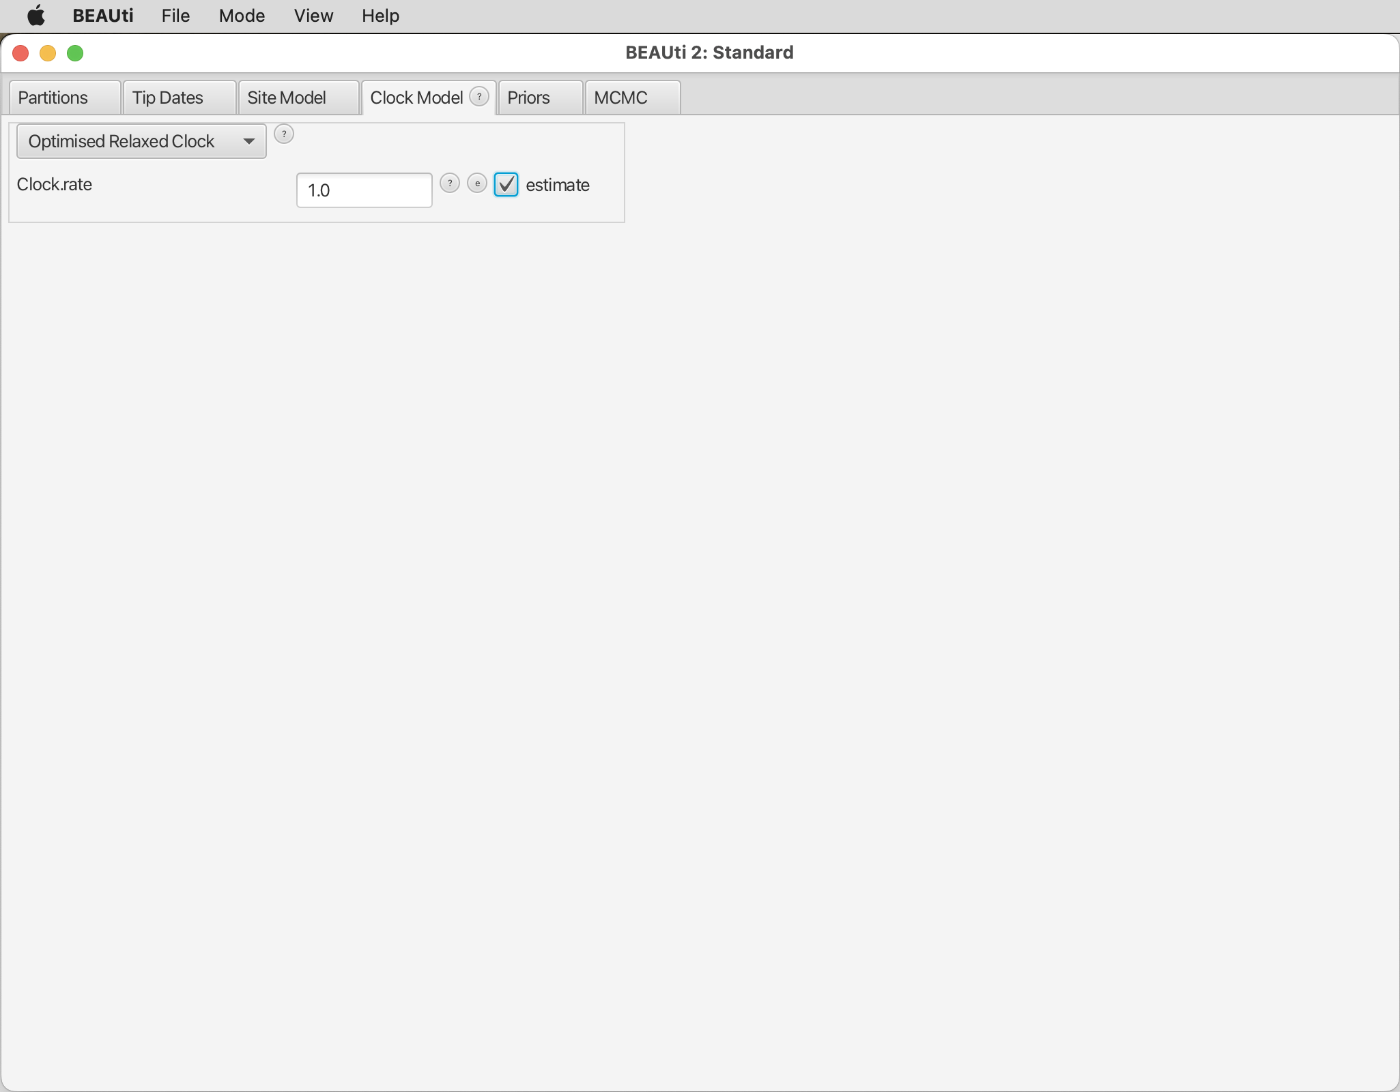 BEAUti File Mode View Help
BEAUti 2: Standard
Partitions Tip Dates Site Model Clock Model ? Priors MCMC
Optimised Relaxed Clock ?
Clock.rate 1.0 ? e estimate